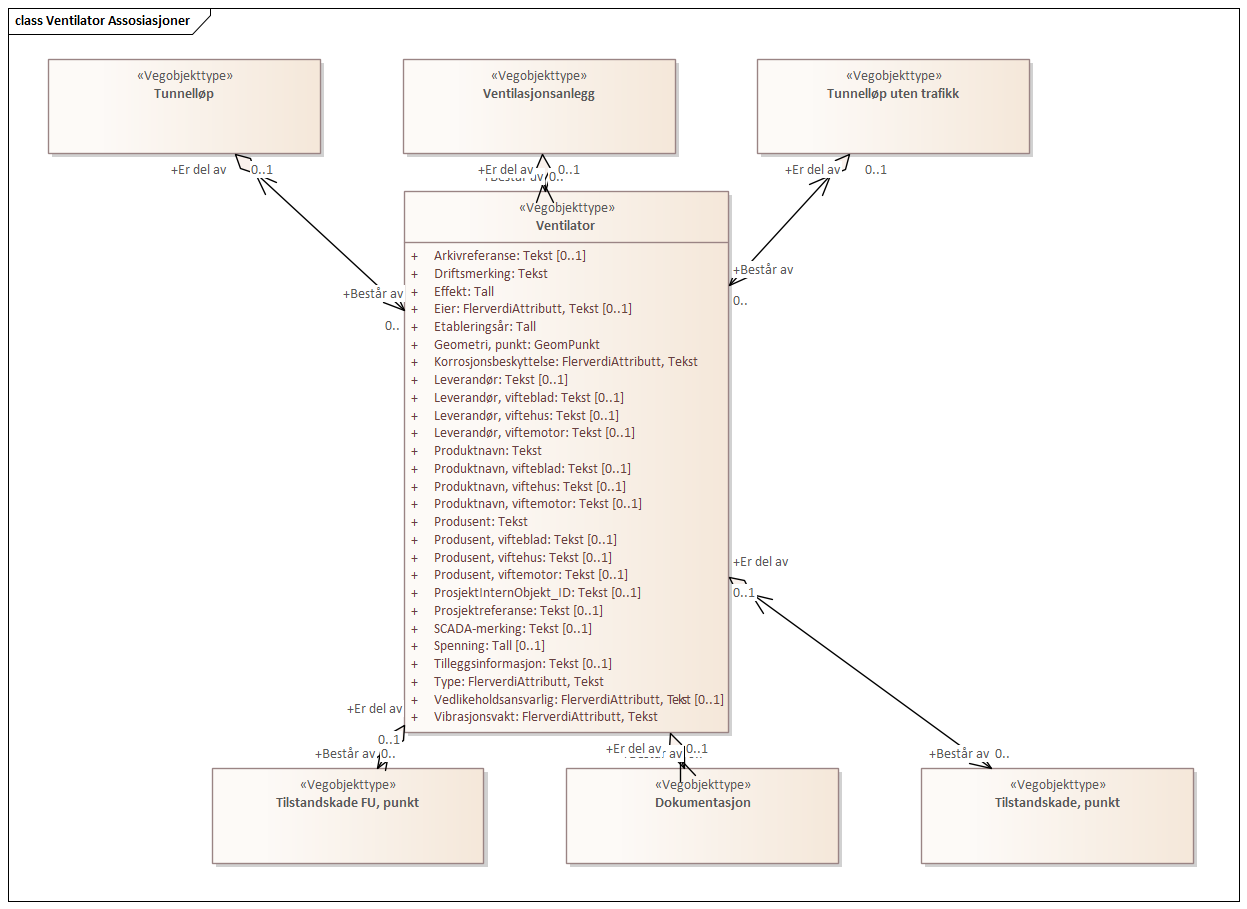 class Ventilator Assosiasjoner
«Vegobjekttype»
Tunnelløp
«Vegobjekttype»
Ventilasjonsanlegg
«Vegobjekttype»
Tunnelløp uten trafikk
+Er del av
0..1
+Er del av
0..1
+Består av
0..
+Er del av
0..1
«Vegobjekttype»
Ventilator
+ Arkivreferanse: Tekst [0..1]
+ Driftsmerking: Tekst
+ Effekt: Tall
+ Eier: FlerverdiAttributt, Tekst [0..1]
+ Etableringsår: Tall
+ Geometri, punkt: GeomPunkt
+ Korrosjonsbeskyttelse: FlerverdiAttributt, Tekst
+ Leverandør: Tekst [0..1]
+ Leverandør, vifteblad: Tekst [0..1]
+ Leverandør, viftehus: Tekst [0..1]
+ Leverandør, viftemotor: Tekst [0..1]
+ Produktnavn: Tekst
+ Produktnavn, vifteblad: Tekst [0..1]
+ Produktnavn, viftehus: Tekst [0..1]
+ Produktnavn, viftemotor: Tekst [0..1]
+ Produsent: Tekst
+ Produsent, vifteblad: Tekst [0..1]
+ Produsent, viftehus: Tekst [0..1]
+ Produsent, viftemotor: Tekst [0..1]
+ ProsjektInternObjekt_ID: Tekst [0..1]
+ Prosjektreferanse: Tekst [0..1]
+ SCADA-merking: Tekst [0..1]
+ Spenning: Tall [0..1]
+ Tilleggsinformasjon: Tekst [0..1]
+ Type: FlerverdiAttributt, Tekst
+ Vedlikeholdsansvarlig: FlerverdiAttributt, Tekst [0..1]
+ Vibrasjonsvakt: FlerverdiAttributt, Tekst
+Består av
0..
+Består av
0..
+Er del av
0..1
+Er del av
0..1
+Består av
0..
+Er del av
0..1
av
+Består av
0..
«Vegobjekttype»
Tilstandskade FU, punkt
«Vegobjekttype»
Dokumentasjon
«Vegobjekttype»
Tilstandskade, punkt